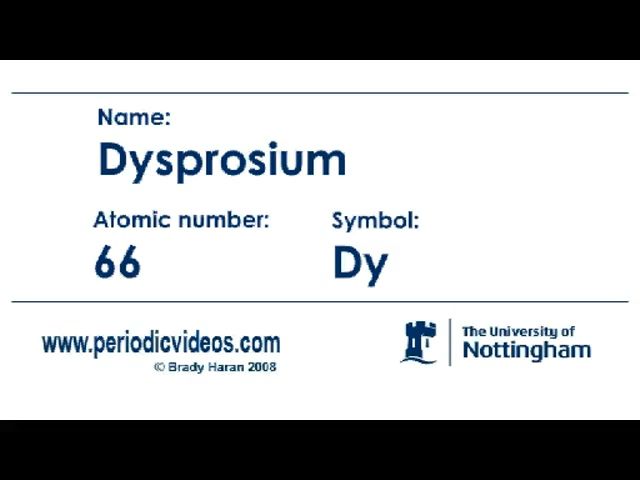 Name:
Dysprosium
Atomic number: Symbol:
66 Dy
www.periodicvideos.com
© Brady Haran 2008
The University of
Nottingham